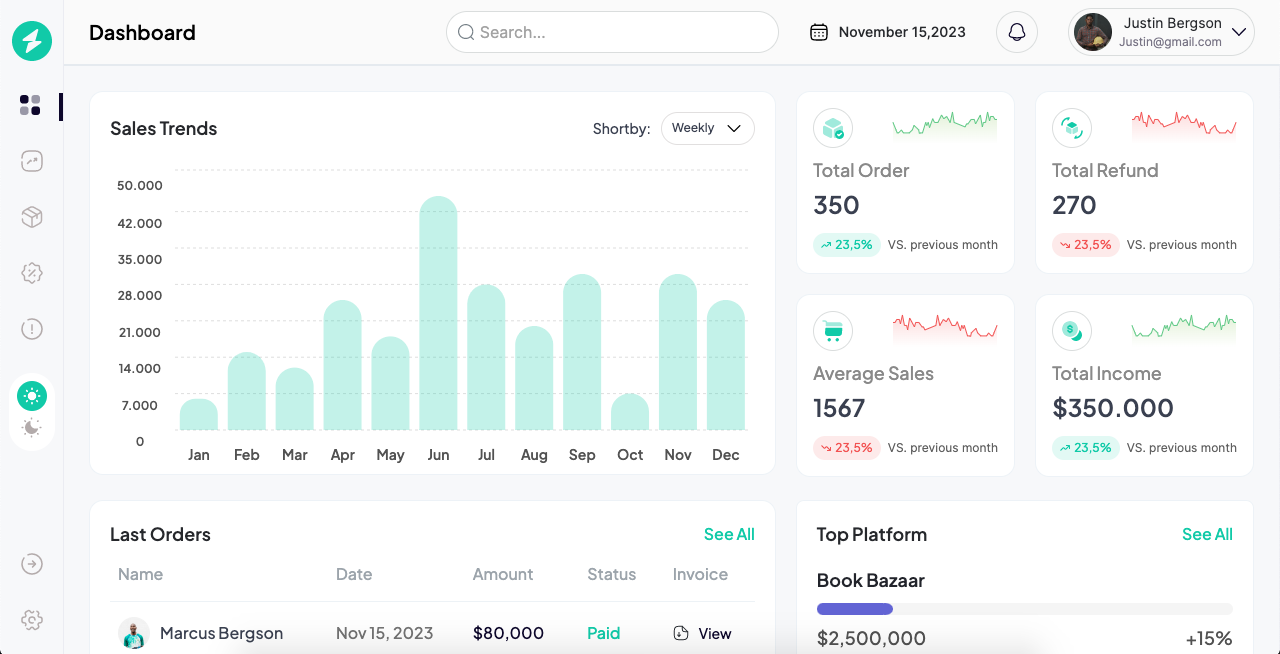 Dashboard
Search...
November 15,2023
Justin Bergson
Justin@gmail.com
Sales Trends
Shortby:
Weekly
50.000
42.000
35.000
28.000
21.000
14.000
7.000
0
Jan Feb Mar Apr May Jun Jul Aug Sep Oct Nov Dec
Total Order
350
23,5% VS. previous month
Total Refund
270
23,5% VS. previous month
Average Sales
1567
23,5% VS. previous month
Total Income
$350.000
23,5% VS. previous month
Last Orders
See All
Name Date Amount Status Invoice
Marcus Bergson Nov 15, 2023 $80,000 Paid View
Top Platform
See All
Book Bazaar
$2,500,000 +15%